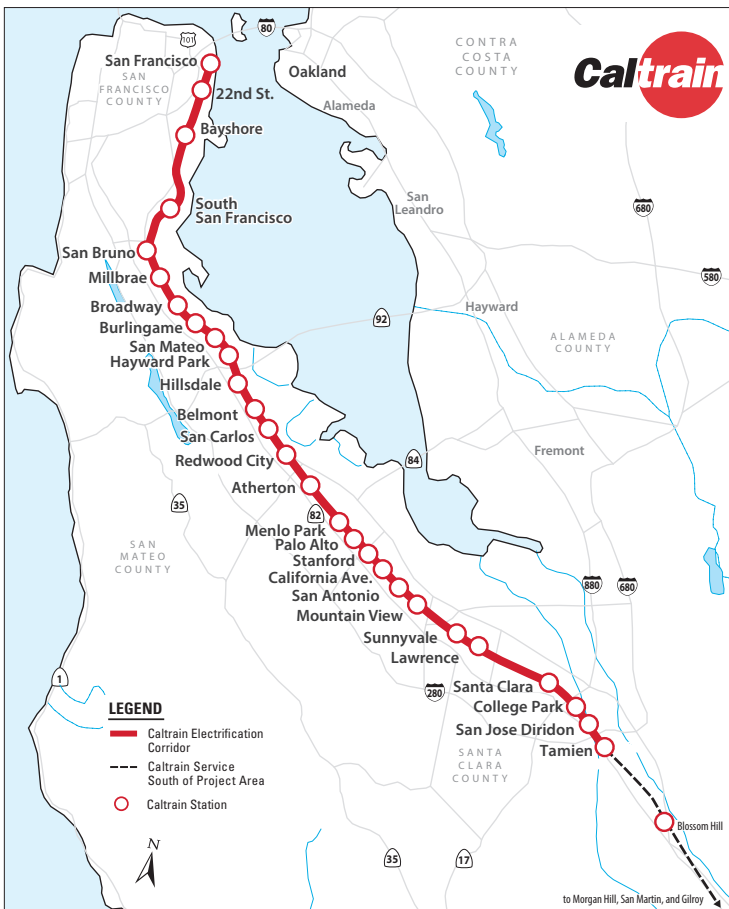 101
80
San Francisco
SAN
FRANCISCO
COUNTY
22nd St.
Bayshore
South
San Francisco
San Bruno
Millbrae
Broadway
Burlingame
San Mateo
Hayward Park
Hillsdale
Belmont
San Carlos
Redwood City
Atherton
Menlo Park
Palo Alto
Stanford
California Ave.
San Antonio
Mountain View
Sunnyvale
Lawrence
Santa Clara
College Park
San Jose Diridon
Tamien
Blossom Hill
to Morgan Hill, San Martin, and Gilroy
Oakland
Alameda
CONTRA
COSTA
COUNTY
Caltrain
San
Leandro
680
580
Hayward
92
ALAMEDA
COUNTY
Fremont
84
35
82
SAN
MATEO
COUNTY
880
680
280
1
SANTA
CLARA
COUNTY
35
17
LEGEND
Caltrain Electrification
Corridor
Caltrain Service
South of Project Area
Caltrain Station
N